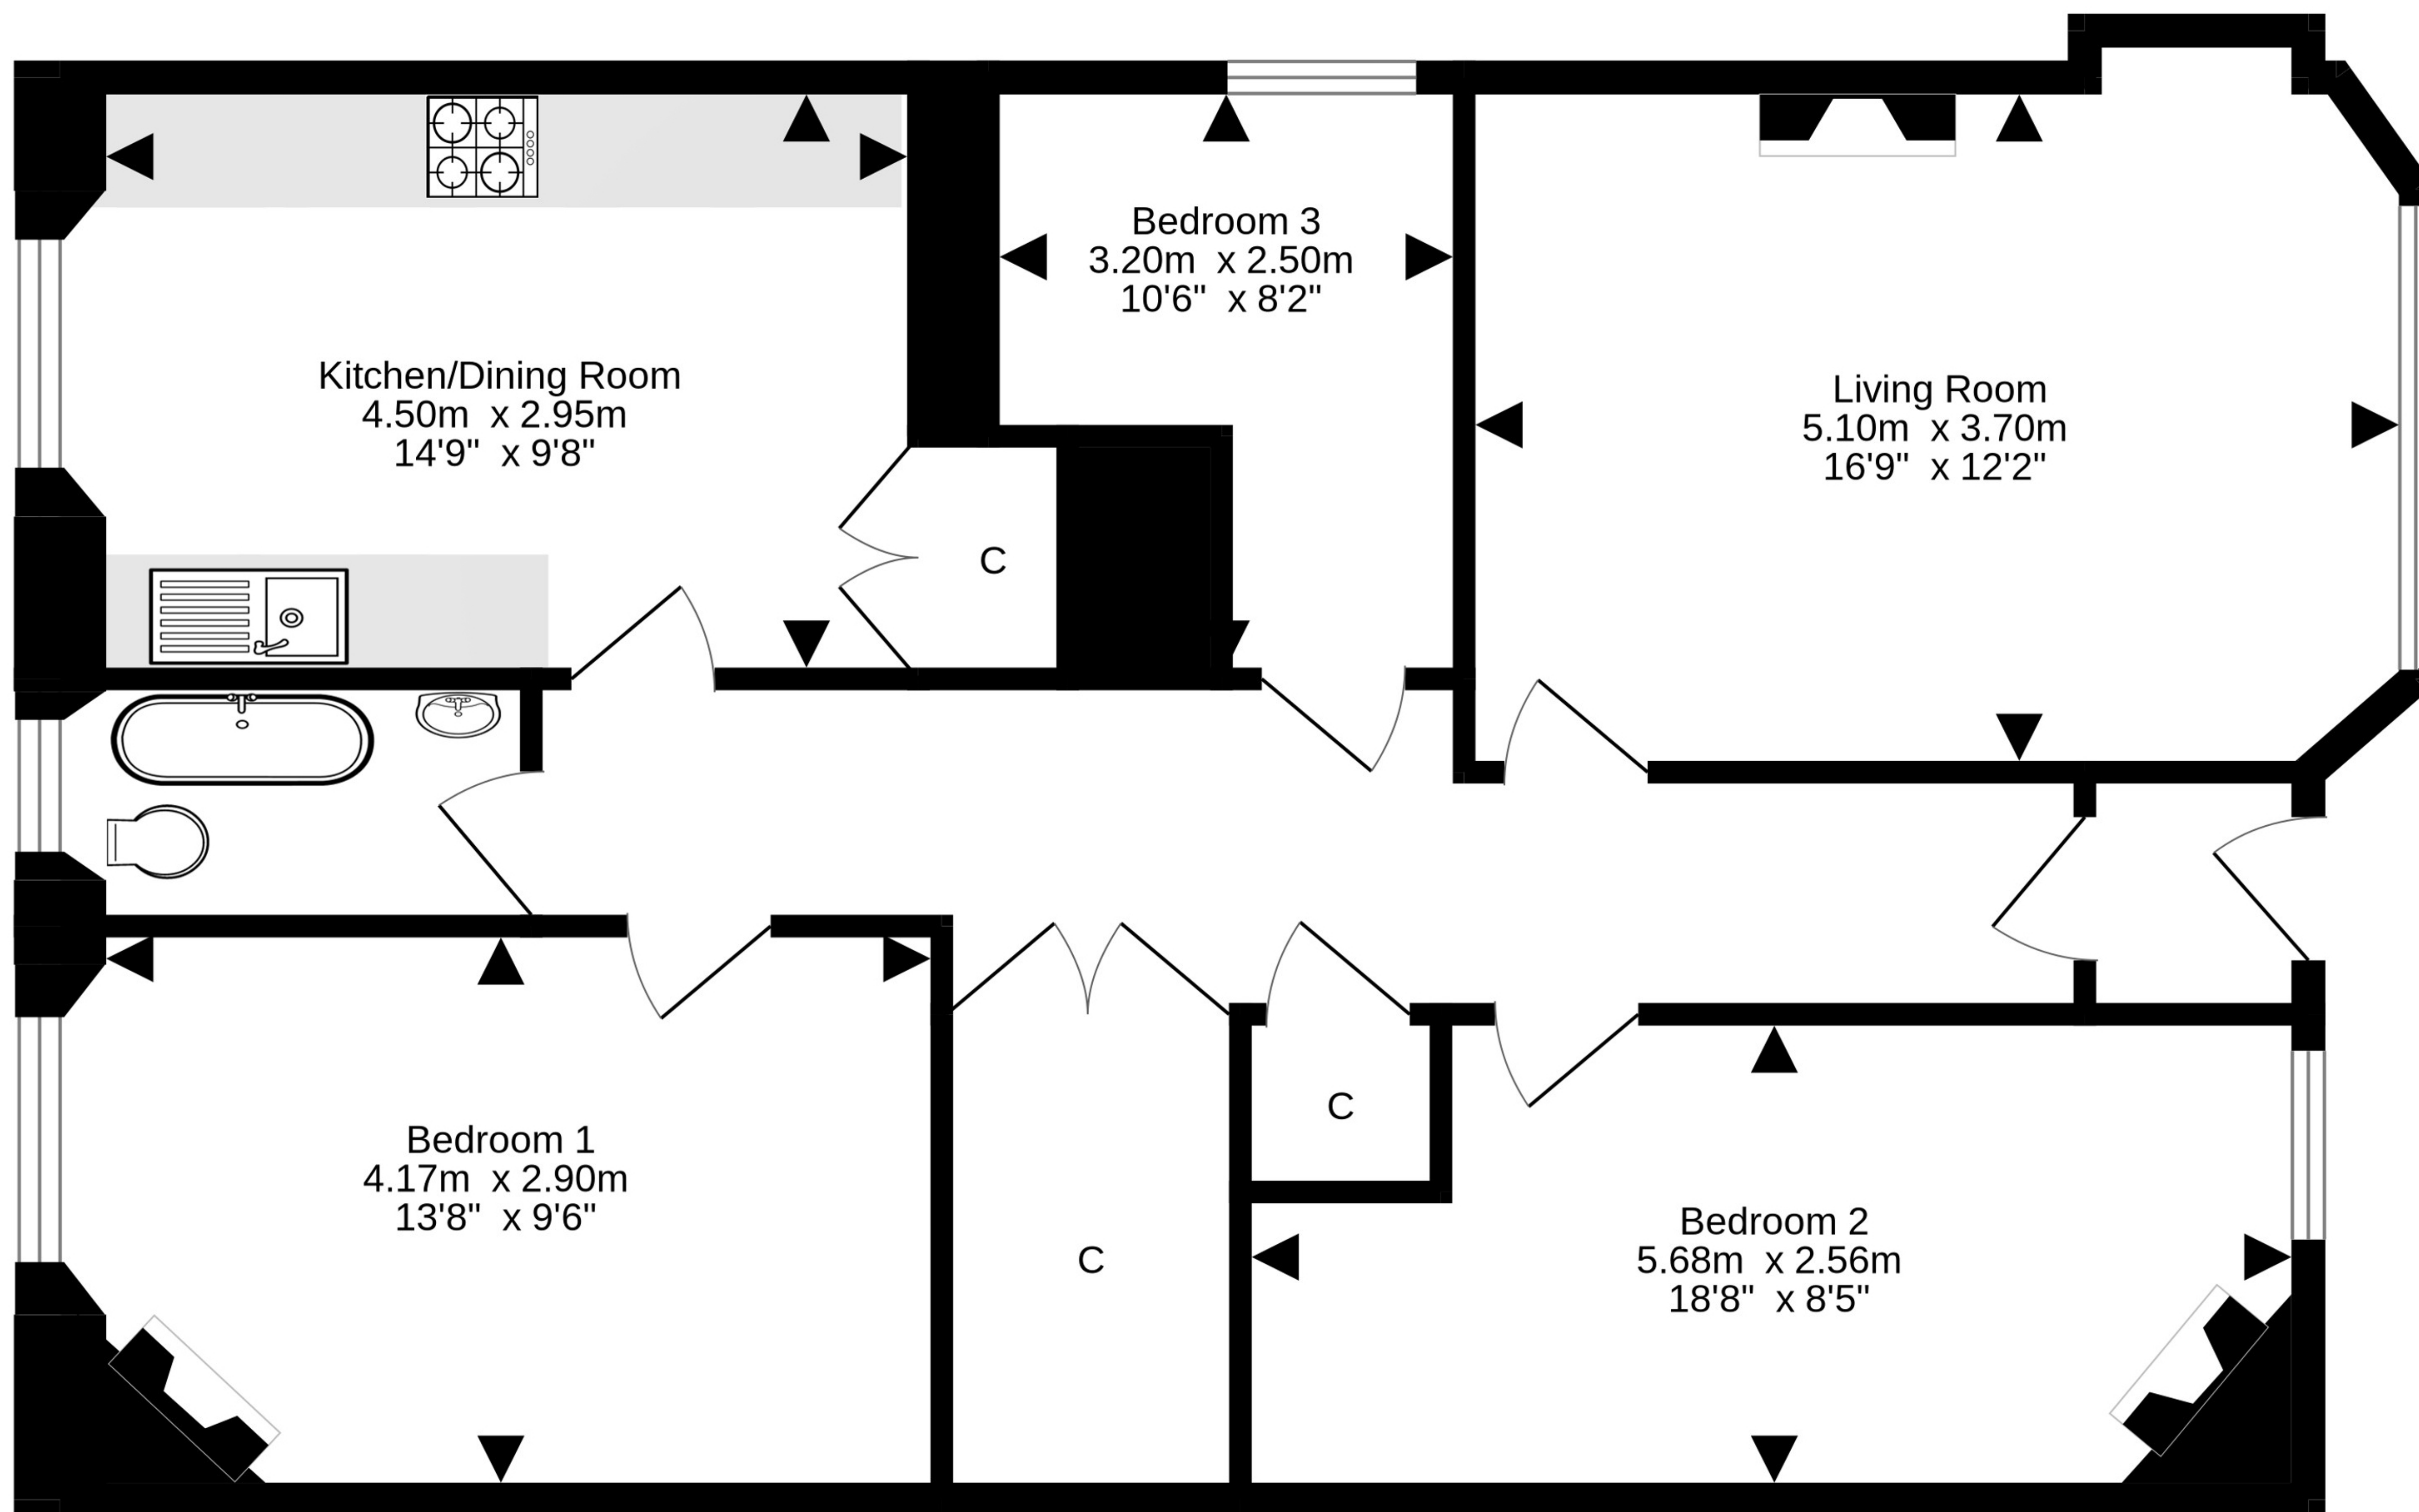 Bedroom 3
3.20m x 2.50m
10'6" x 8'2"
Kitchen/Dining Room
4.50m x 2.95m
14'9" x 9'8"
Living Room
5.10m x 3.70m
16'9" x 12'2"
C
C
Bedroom 1
4.17m x 2.90m
13'8" x 9'6"
C
Bedroom 2
5.68m x 2.56m
18'8" x 8'5"